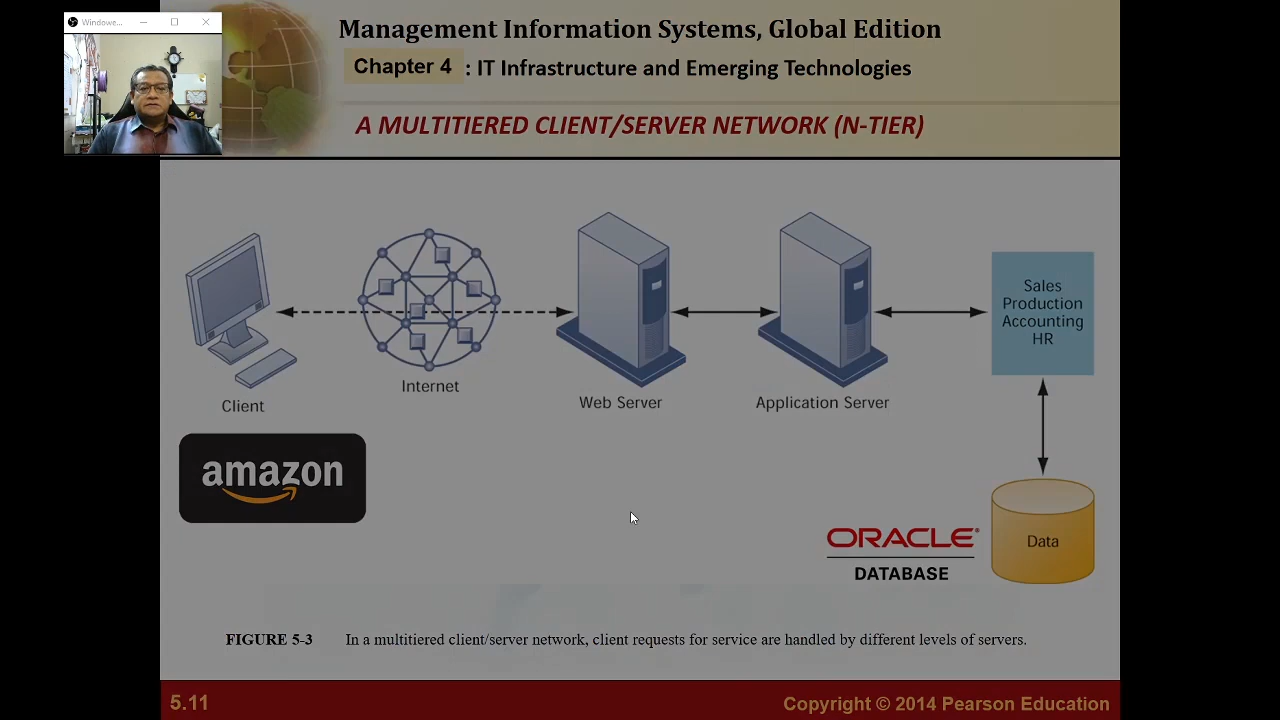 Windowe...
Management Information Systems, Global Edition
Chapter 4 : IT Infrastructure and Emerging Technologies
A MULTITIERED CLIENT/SERVER NETWORK (N-TIER)
Sales
Production
Accounting
HR
Internet
Client
Web Server
Application Server
amazon
ORACLE®
DATABASE
Data
FIGURE 5-3 In a multitiered client/server network, client requests for service are handled by different levels of servers.
5.11
Copyright © 2014 Pearson Education